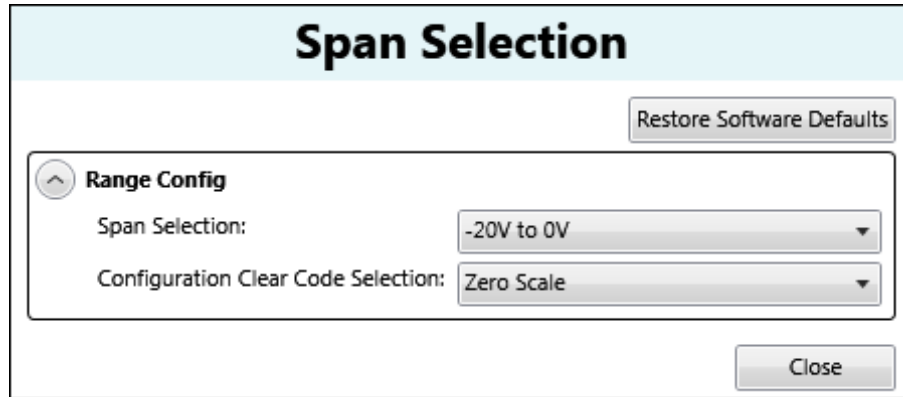 Span Selection
Restore Software Defaults
Range Config
Span Selection: -20V to 0V
Configuration Clear Code Selection: Zero Scale
Close